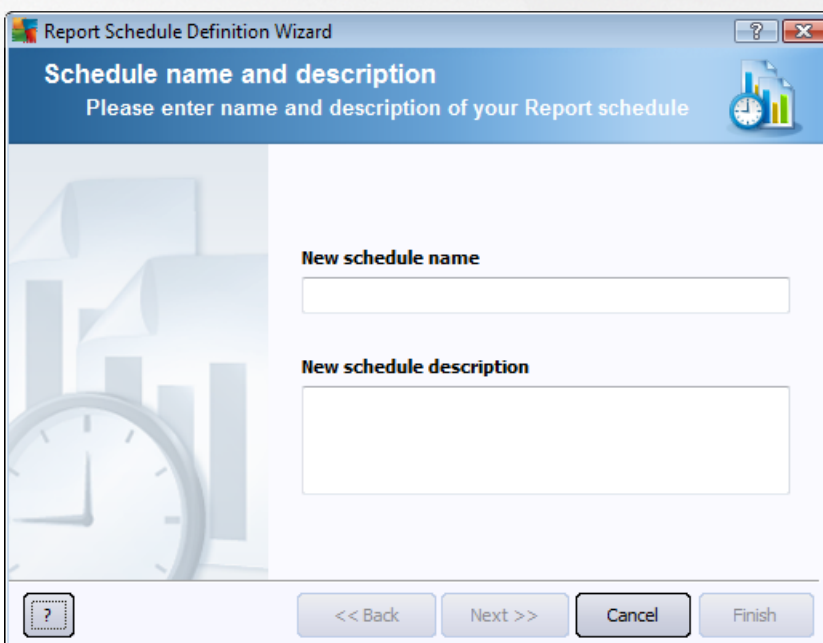 Report Schedule Definition Wizard
Schedule name and description
Please enter name and description of your Report schedule
New schedule name
New schedule description
?
<< Back
Next >>
Cancel
Finish